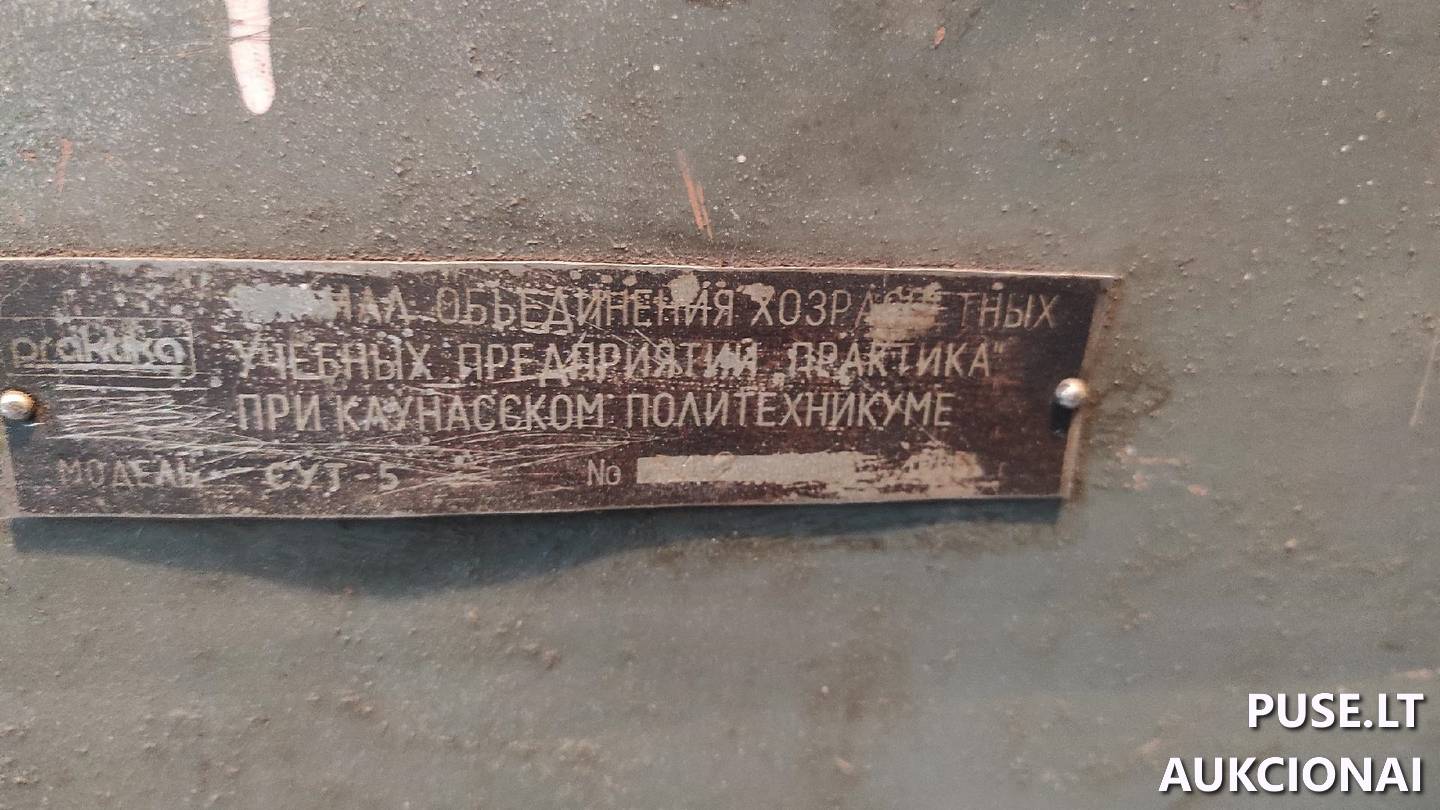 ОБЪЕДИНЕНИЯ
praktika УЧЕБНЫХ ПРЕДПРИЯТИЙ „ПРАКТИКА"
ПРИ КАУНАССКОМ ПОЛИТЕХНИКУМЕ
МОДЕЛЬ СУТ-5 No
PUSE.LT
AUKCIONAI